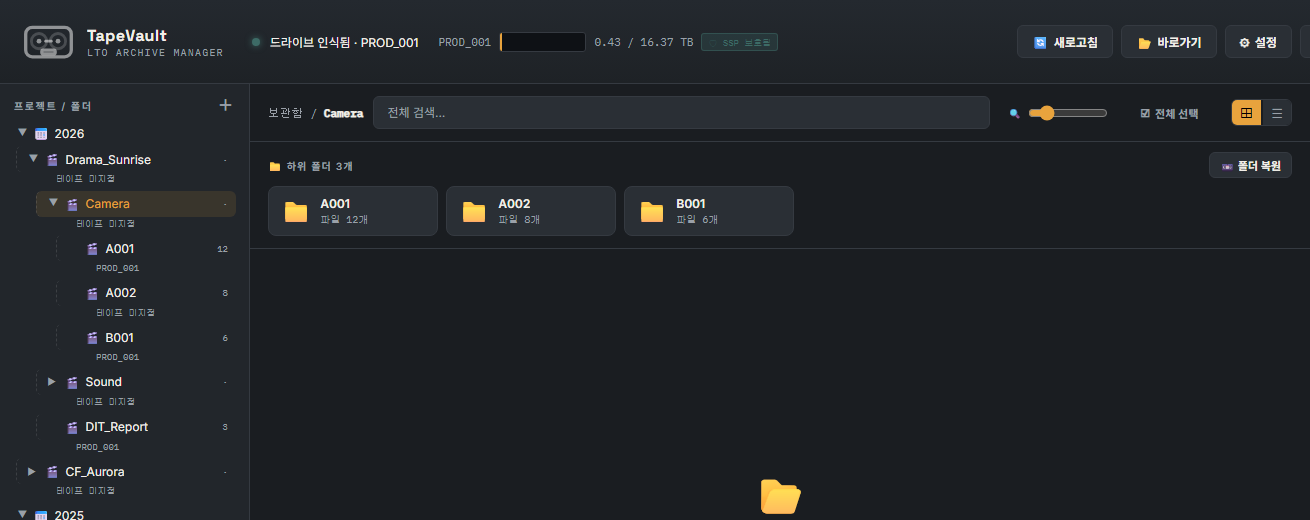 TapeVault
LTO ARCHIVE MANAGER
드라이브 인식됨 · PROD_001
PROD_001
0.43 / 16.37 TB
SSP 보호됨
새로고침
바로가기
설정
프로젝트 / 폴더
+
보관함 / Camera
전체 검색...
전체 선택
2026
Drama_Sunrise -
테이프 미지정
Camera -
테이프 미지정
A001 12
PROD_001
A002 8
테이프 미지정
B001 6
PROD_001
Sound -
테이프 미지정
DIT_Report 3
PROD_001
CF_Aurora -
테이프 미지정
2025
하위 폴더 3개
폴더 복원
A001
파일 12개
A002
파일 8개
B001
파일 6개